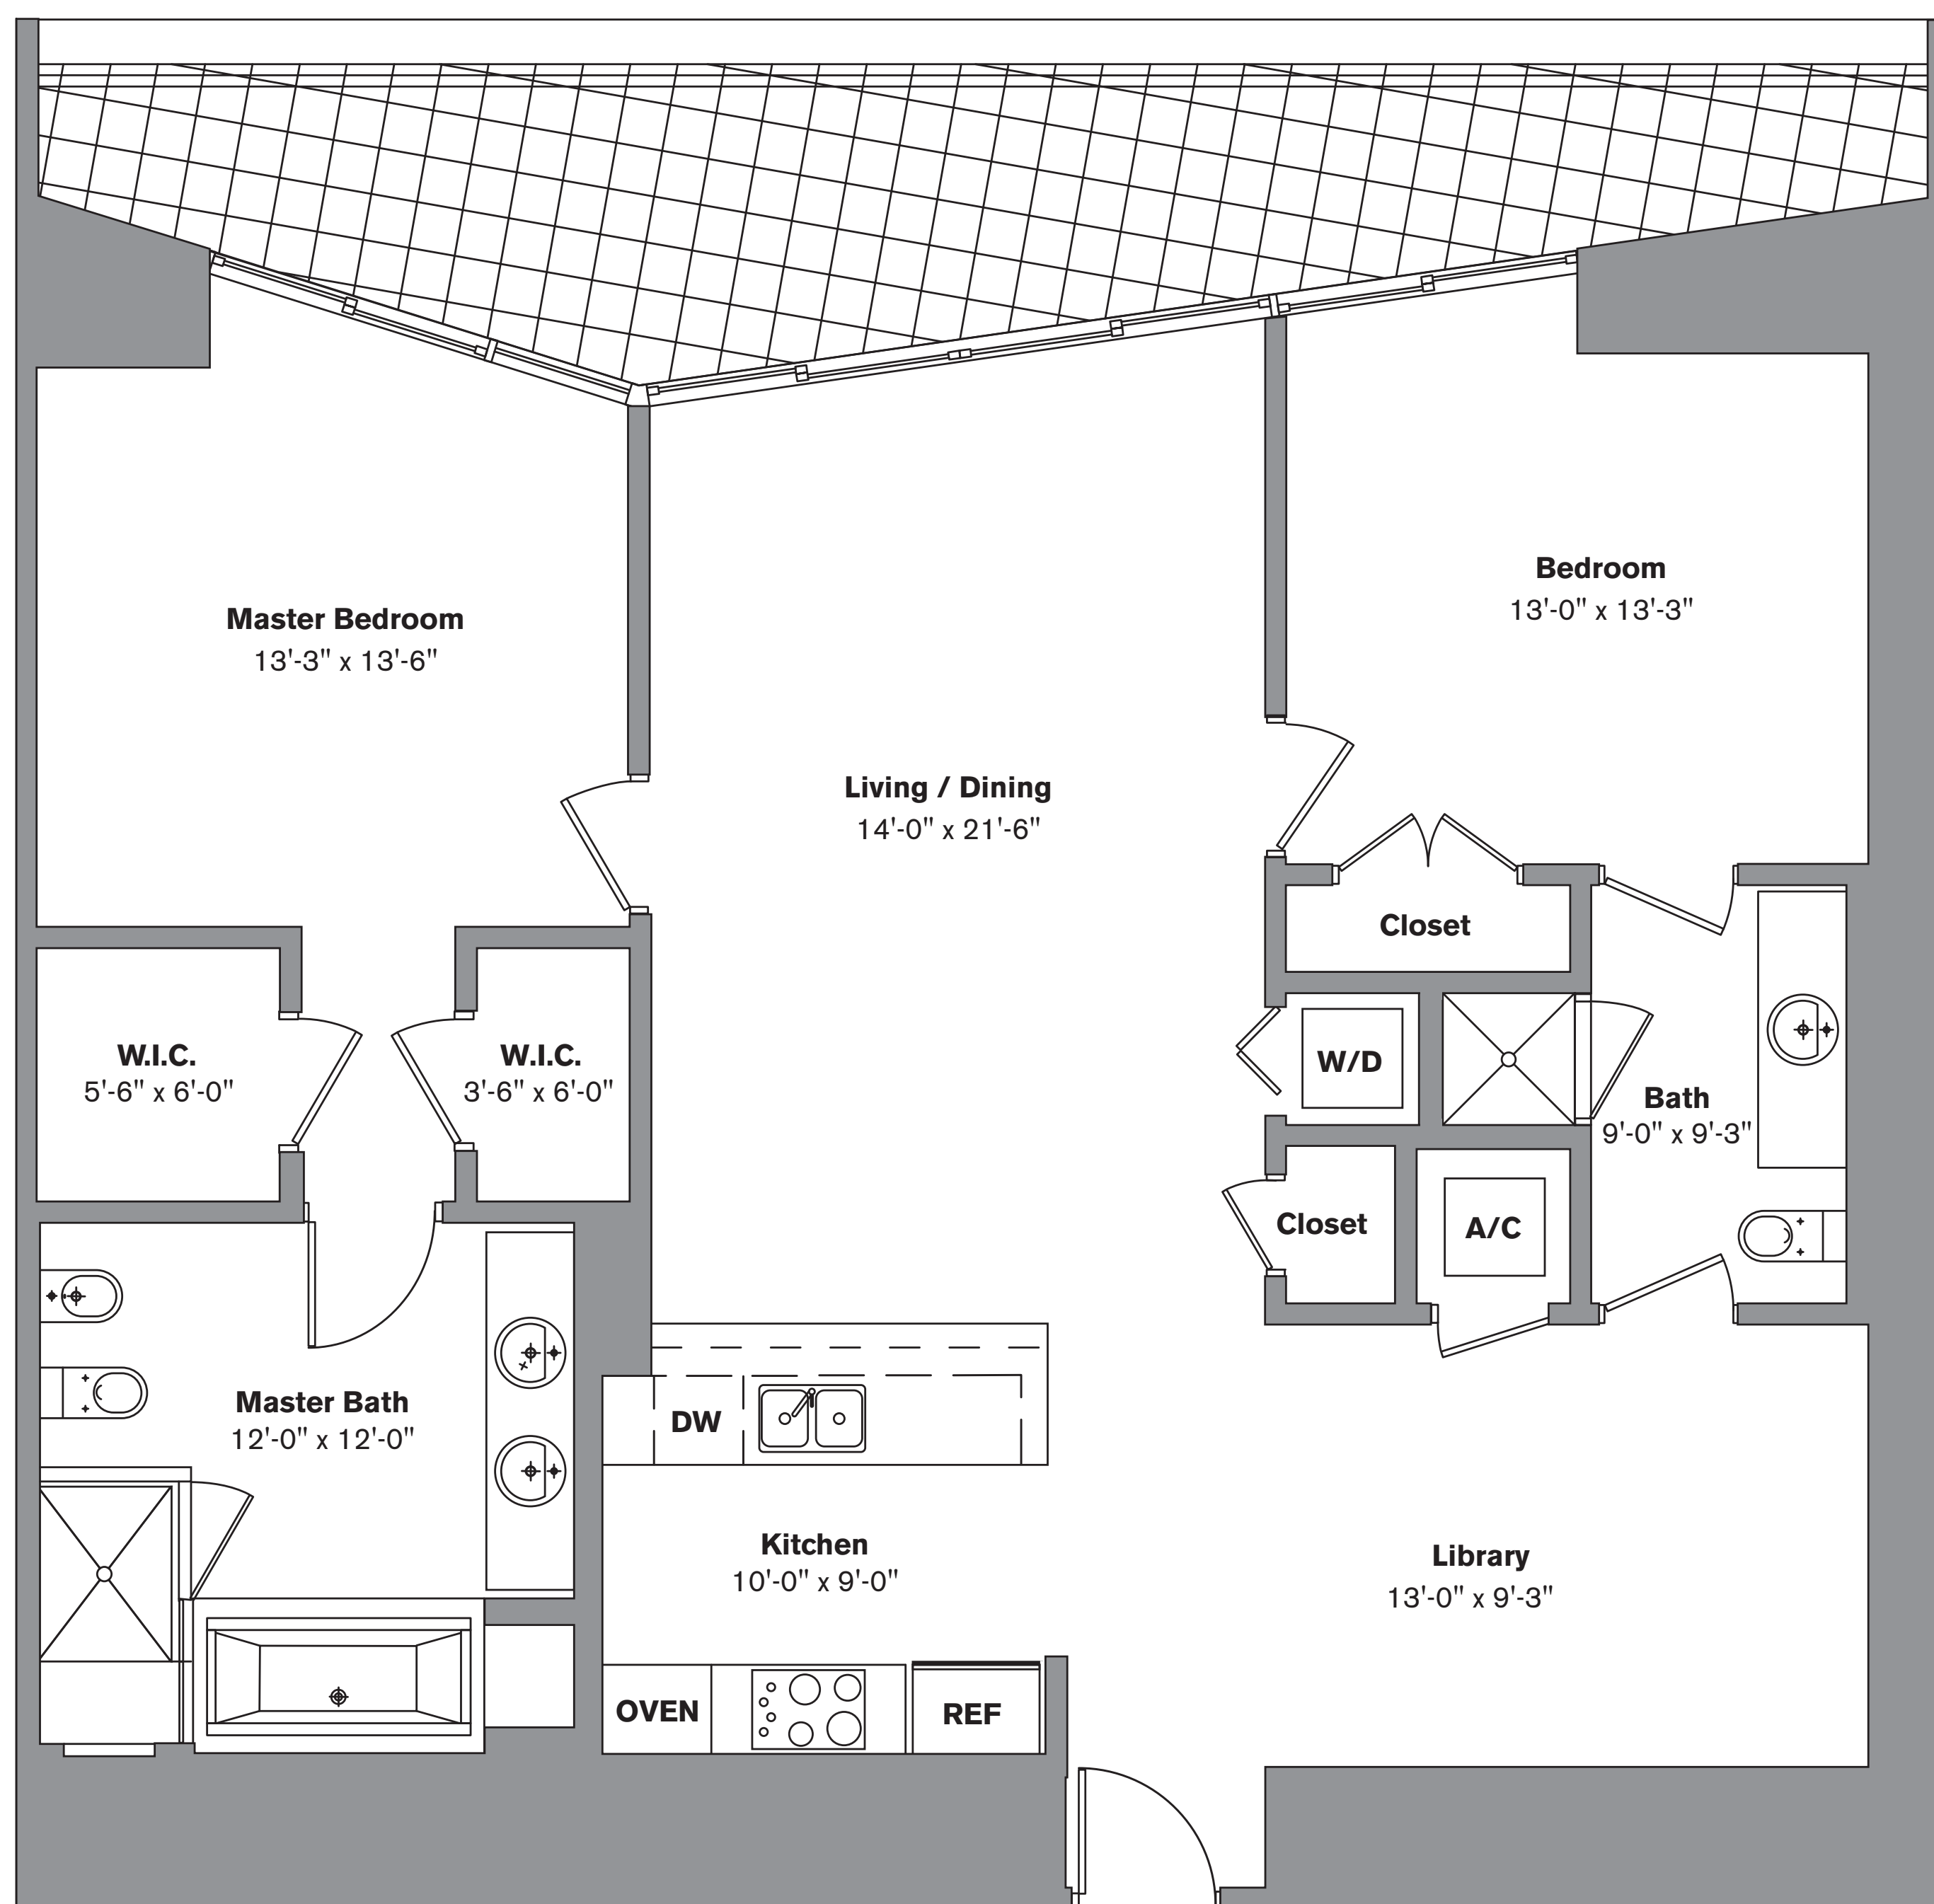 Bedroom
13'-0" x 13'-3"
Master Bedroom
13'-3" x 13'-6"
Living / Dining
14'-0" x 21'-6"
Closet
W.I.C.
5'-6" x 6'-0"
W.I.C.
3'-6" x 6'-0"
W/D
Bath
9'-0" x 9'-3"
Closet
A/C
Master Bath
12'-0" x 12'-0"
DW
Kitchen
10'-0" x 9'-0"
Library
13'-0" x 9'-3"
OVEN
REF